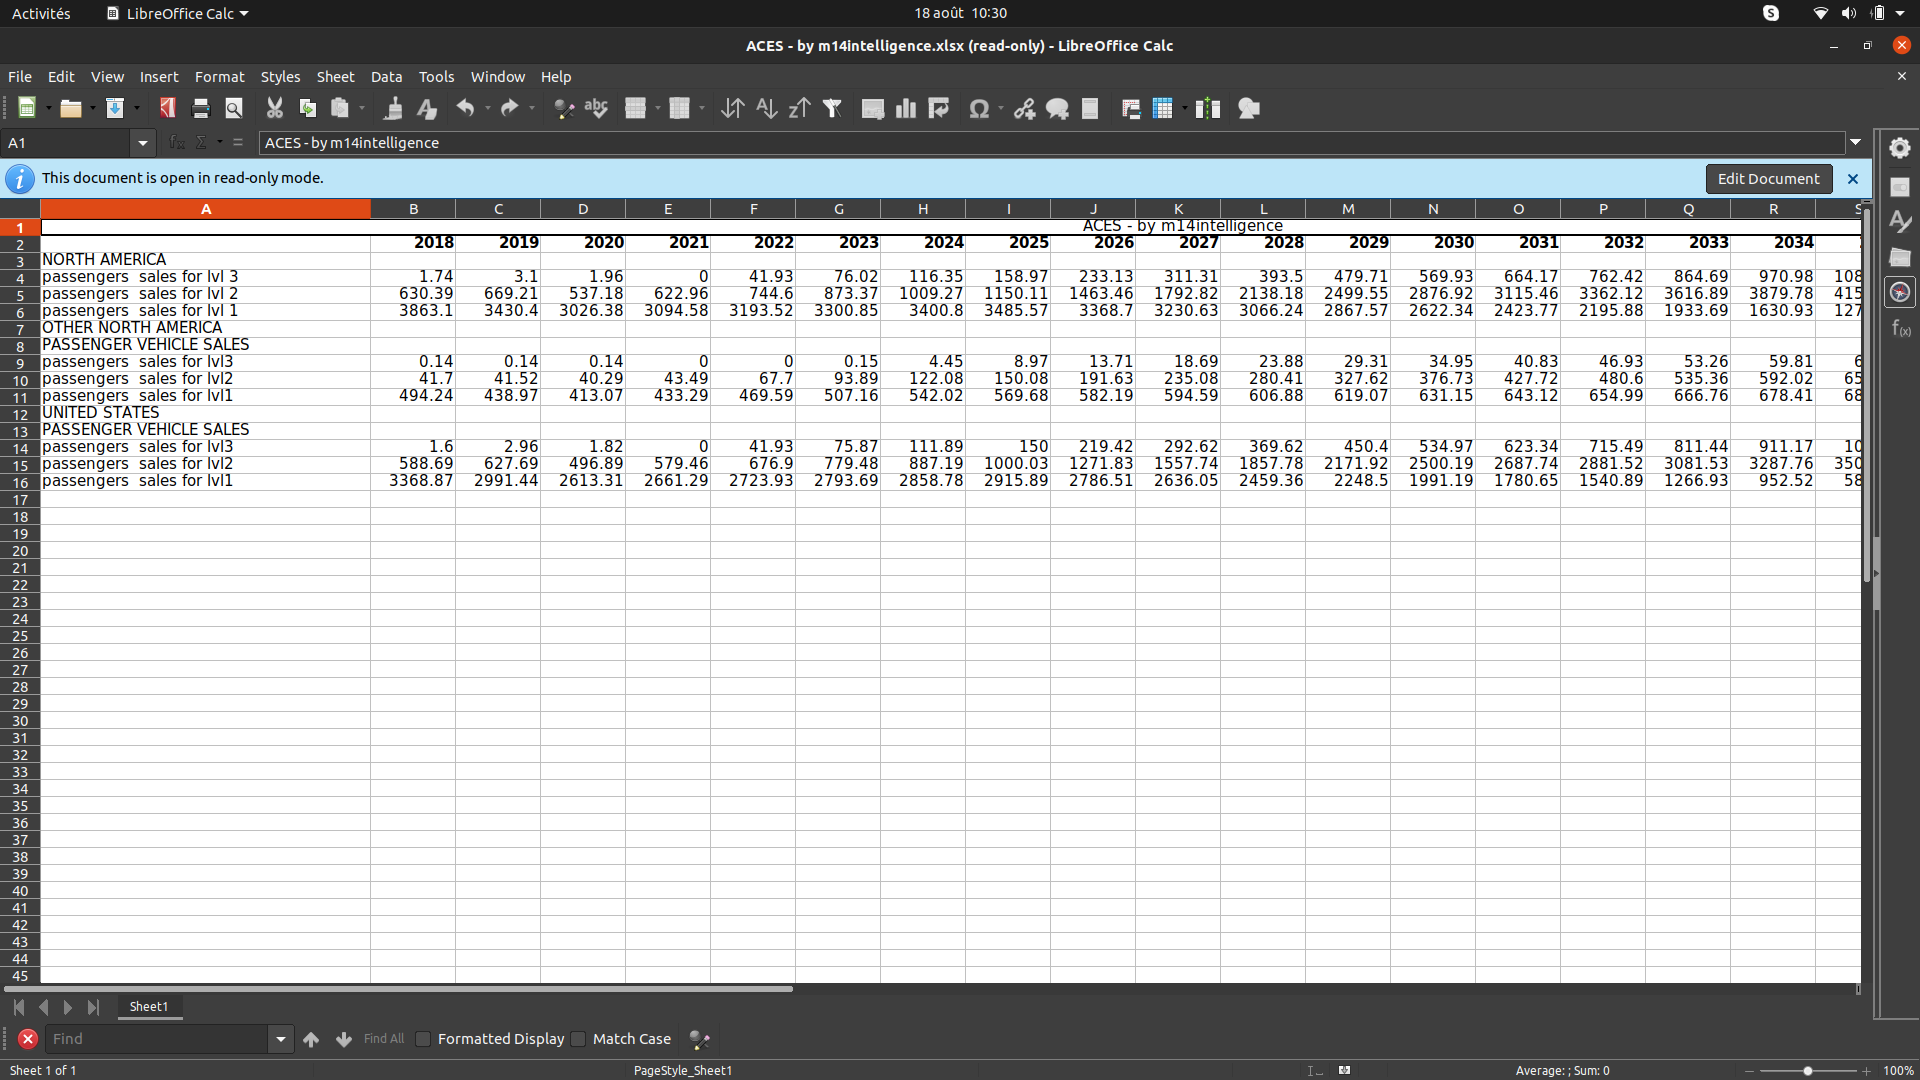 Activités LibreOffice Calc 18 août 10:30
ACES - by m14intelligence.xlsx (read-only) - LibreOffice Calc
File Edit View Insert Format Styles Sheet Data Tools Window Help
A1 ACES - by m14intelligence
This document is open in read-only mode. Edit Document
A B C D E F G H I J K L M N O P Q R S
1 ACES - by m14intelligence
2 2018 2019 2020 2021 2022 2023 2024 2025 2026 2027 2028 2029 2030 2031 2032 2033 2034
3 NORTH AMERICA
4 passengers sales for lvl 3 1.74 3.1 1.96 0 41.93 76.02 116.35 158.97 233.13 311.31 393.5 479.71 569.93 664.17 762.42 864.69 970.98 108
5 passengers sales for lvl 2 630.39 669.21 537.18 622.96 744.6 873.37 1009.27 1150.11 1463.46 1792.82 2138.18 2499.55 2876.92 3115.46 3362.12 3616.89 3879.78 415
6 passengers sales for lvl 1 3863.1 3430.4 3026.38 3094.58 3193.52 3300.85 3400.8 3485.57 3368.7 3230.63 3066.24 2867.57 2622.34 2423.77 2195.88 1933.69 1630.93 127
7 OTHER NORTH AMERICA
8 PASSENGER VEHICLE SALES
9 passengers sales for lvl3 0.14 0.14 0.14 0 0 0.15 4.45 8.97 13.71 18.69 23.88 29.31 34.95 40.83 46.93 53.26 59.81 6
10 passengers sales for lvl2 41.7 41.52 40.29 43.49 67.7 93.89 122.08 150.08 191.63 235.08 280.41 327.62 376.73 427.72 480.6 535.36 592.02 65
11 passengers sales for lvl1 494.24 438.97 413.07 433.29 469.59 507.16 542.02 569.68 582.19 594.59 606.88 619.07 631.15 643.12 654.99 666.76 678.41 68
12 UNITED STATES
13 PASSENGER VEHICLE SALES
14 passengers sales for lvl3 1.6 2.96 1.82 0 41.93 75.87 111.89 150 219.42 292.62 369.62 450.4 534.97 623.34 715.49 811.44 911.17 10
15 passengers sales for lvl2 588.69 627.69 496.89 579.46 676.9 779.48 887.19 1000.03 1271.83 1557.74 1857.78 2171.92 2500.19 2687.74 2881.52 3081.53 3287.76 350
16 passengers sales for lvl1 3368.87 2991.44 2613.31 2661.29 2723.93 2793.69 2858.78 2915.89 2786.51 2636.05 2459.36 2248.5 1991.19 1780.65 1540.89 1266.93 952.52 58
17
18
19
20
21
22
23
24
25
26
27
28
29
30
31
32
33
34
35
36
37
38
39
40
41
42
43
44
45
Sheet1
Find Find All Formatted Display Match Case
Sheet 1 of 1 PageStyle_Sheet1 Average: ; Sum: 0 100%